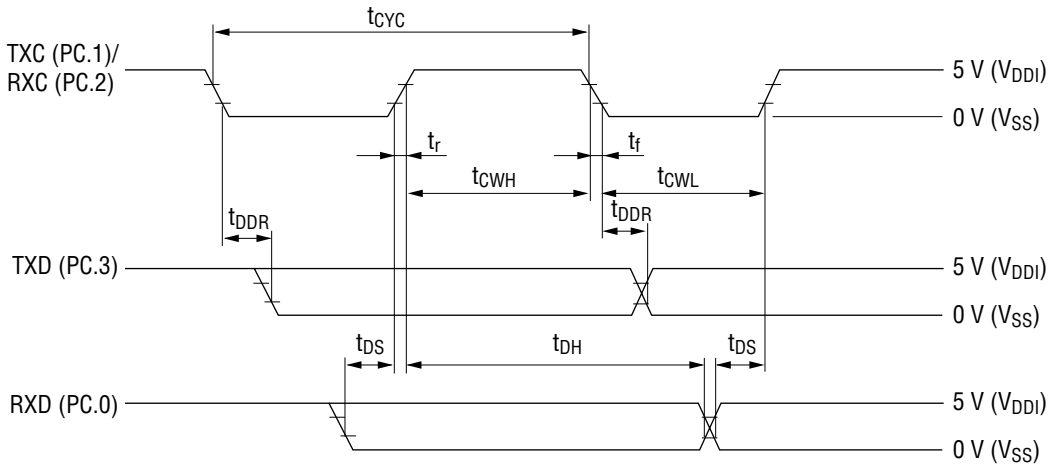 tCYC
TXC (PC.1)/
RXC (PC.2)
5 V (VDDI)
0 V (VSS)
tr
tf
tCWH
tCWL
tDDR
tDDR
TXD (PC.3)
5 V (VDDI)
0 V (VSS)
tDS
tDH
tDS
RXD (PC.0)
5 V (VDDI)
0 V (VSS)